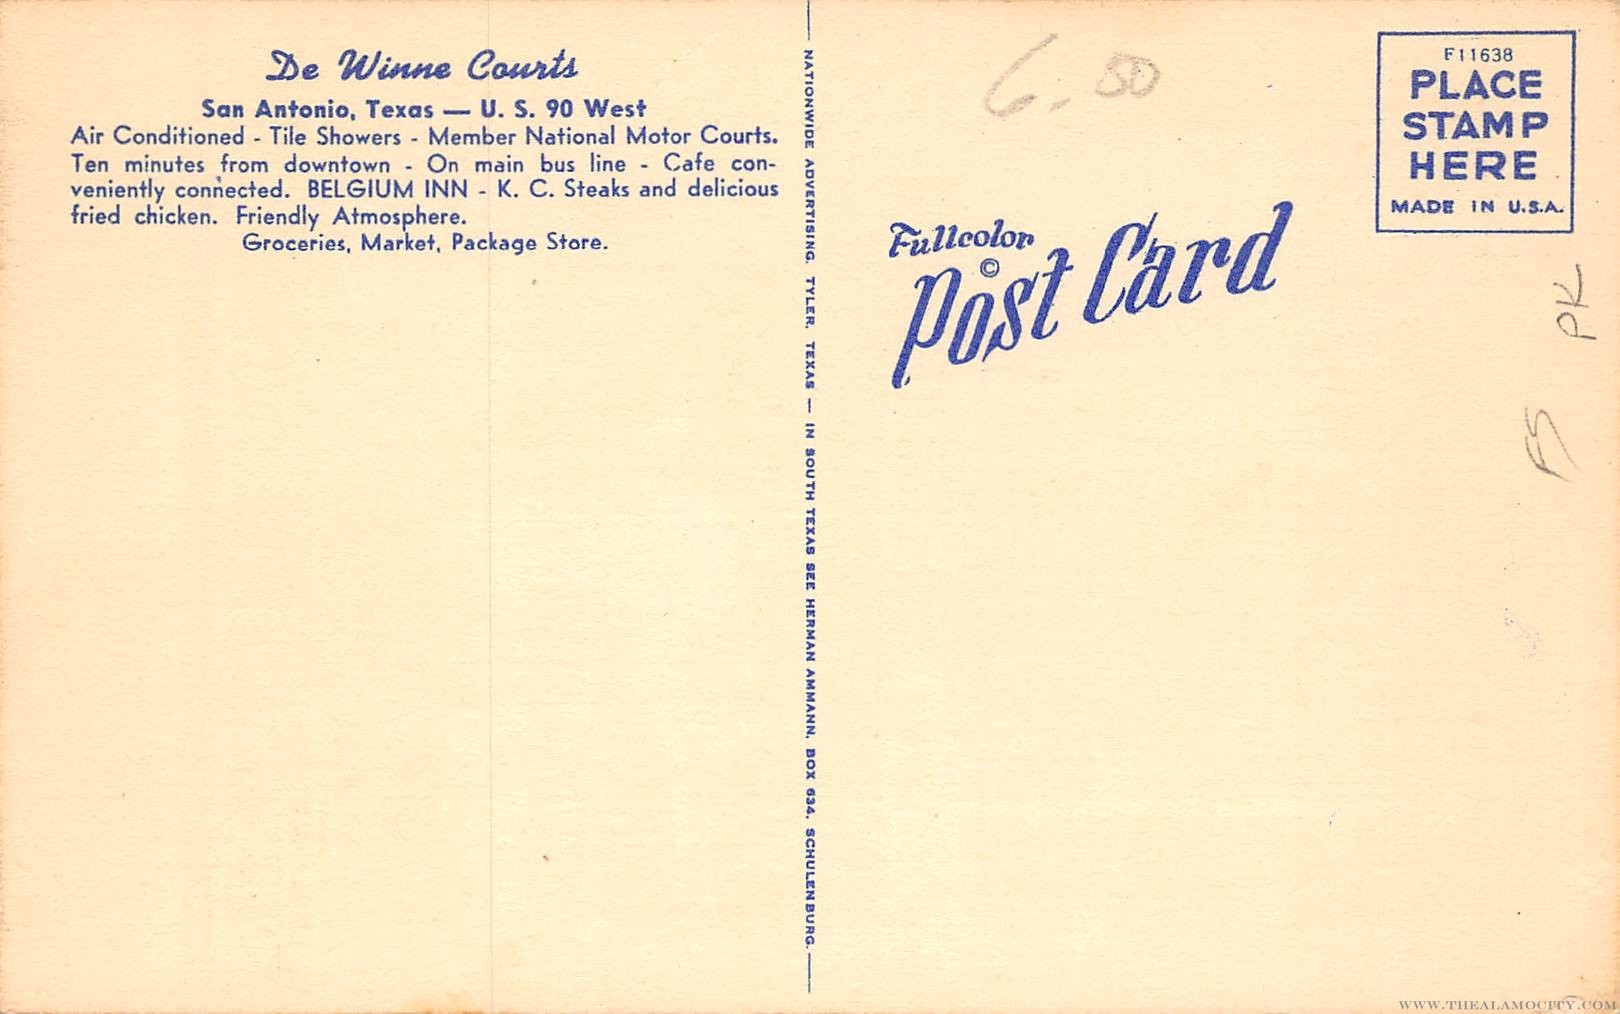 De Winne Courts
San Antonio, Texas — U. S. 90 West
Air Conditioned - Tile Showers - Member National Motor Courts.
Ten minutes from downtown - On main bus line - Cafe con-
veniently connected. BELGIUM INN - K. C. Steaks and delicious
fried chicken. Friendly Atmosphere.
Groceries, Market, Package Store.
NATIONWIDE ADVERTISING, TYLER, TEXAS — IN SOUTH TEXAS SEE HERMAN AMMANN, BOX 634, SCHULENBURG.
6.50
Fullcolor
©
Post Card
F11638
PLACE
STAMP
HERE
MADE IN U.S.A.
PK
WWW.THEALAMOCITY.COM